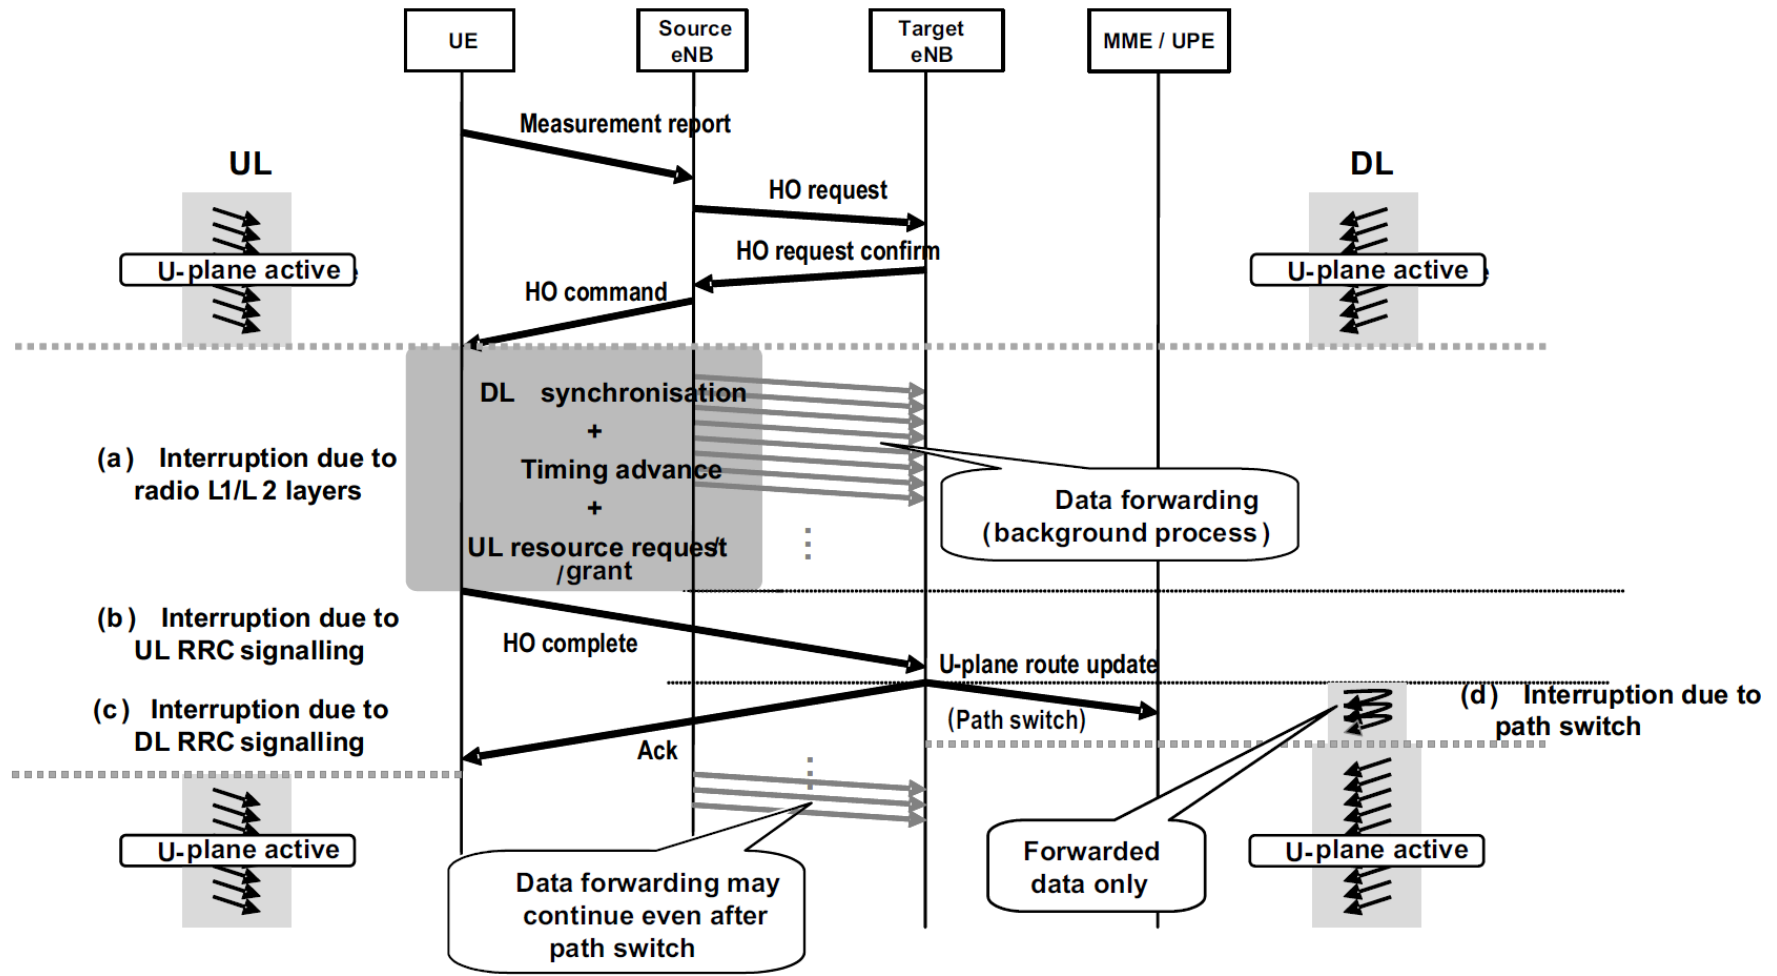 UE
Source
eNB
Target
eNB
MME / UPE
Measurement report
UL
DL
HO request
HO request confirm
U-plane active
U-plane active
HO command
DL synchronisation
+
Timing advance
+
UL resource request
/grant
(a) Interruption due to
radio L1/L2 layers
Data forwarding
(background process)
(b) Interruption due to
UL RRC signalling
HO complete
U-plane route update
(Path switch)
(c) Interruption due to
DL RRC signalling
(d) Interruption due to
path switch
Ack
U-plane active
U-plane active
Forwarded
data only
Data forwarding may
continue even after
path switch